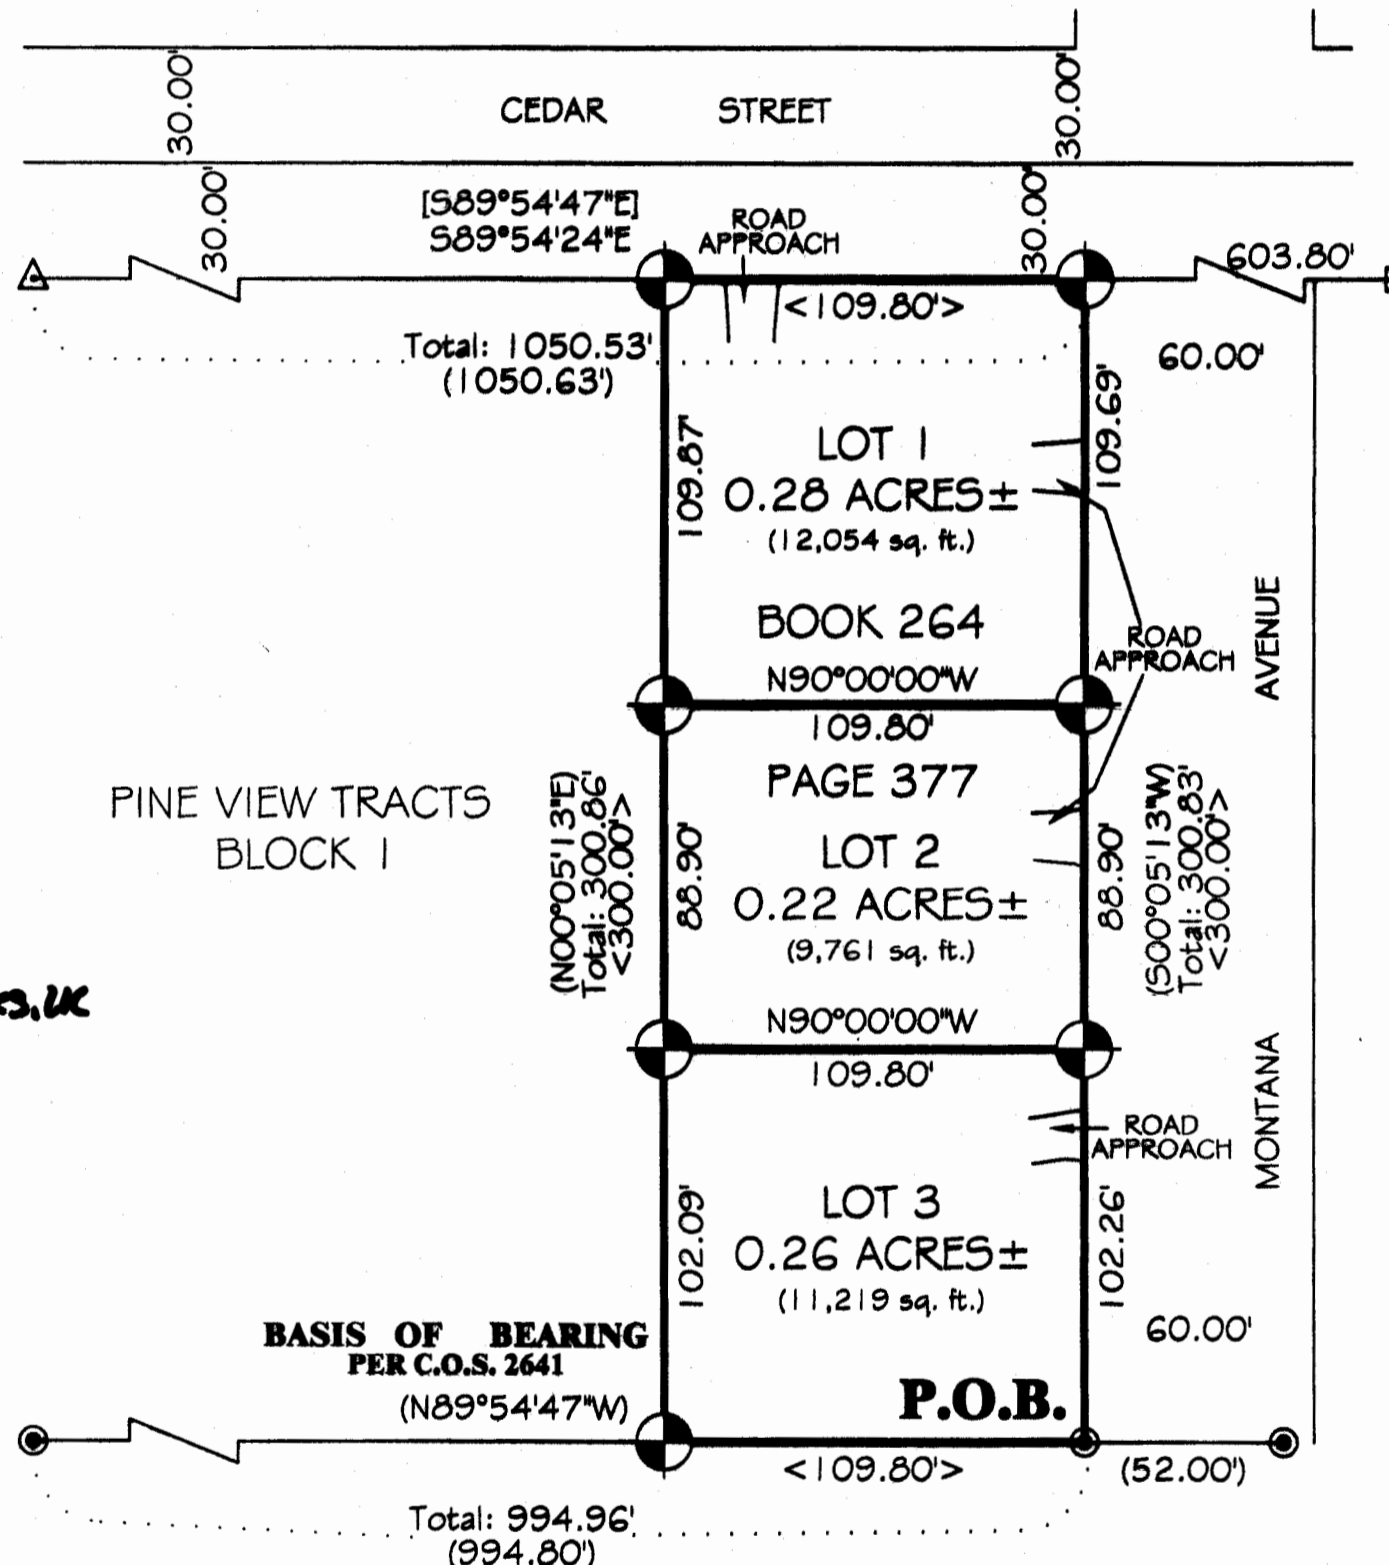 30.00'
30.00'
CEDAR STREET
30.00'
30.00'
[S89°54'47"E]
S89°54'24"E
ROAD
APPROACH
603.80'
<109.80'>
Total: 1050.53'
(1050.63')
60.00'
109.87'
109.69'
LOT 1
0.28 ACRES±
(12,054 sq. ft.)
BOOK 264
ROAD
APPROACH
AVENUE
N90°00'00"W
109.80'
PAGE 377
PINE VIEW TRACTS
BLOCK 1
(N00°05'13"E)
Total: 300.86'
<300.00'>
88.90'
LOT 2
0.22 ACRES±
(9,761 sq. ft.)
88.90'
(S00°05'13"W)
Total: 300.83'
<300.00'>
N90°00'00"W
109.80'
MONTANA
ROAD
APPROACH
102.09'
LOT 3
0.26 ACRES±
(11,219 sq. ft.)
102.26'
60.00'
BASIS OF BEARING
PER C.O.S. 2641
(N89°54'47"W)
P.O.B.
<109.80'>
(52.00')
Total: 994.96'
(994.80')